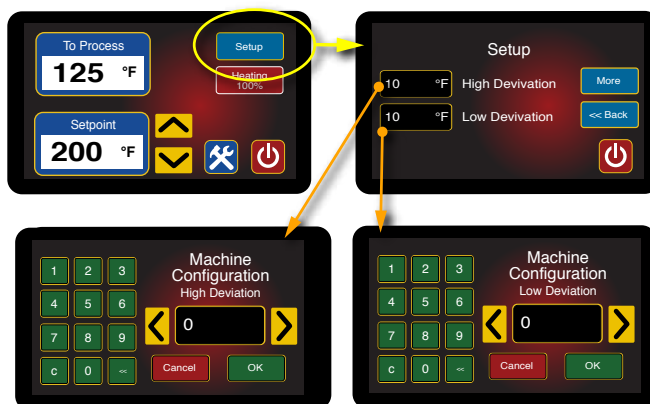 To Process
125 °F
Setup
Heating
100%
Setpoint
200 °F
Setup
10 °F High Devivation
More
10 °F Low Devivation
<< Back
Machine
Configuration
High Deviation
1 2 3
4 5 6
7 8 9
c 0 <<
0
Cancel
OK
Machine
Configuration
Low Deviation
1 2 3
4 5 6
7 8 9
c 0 <<
0
Cancel
OK